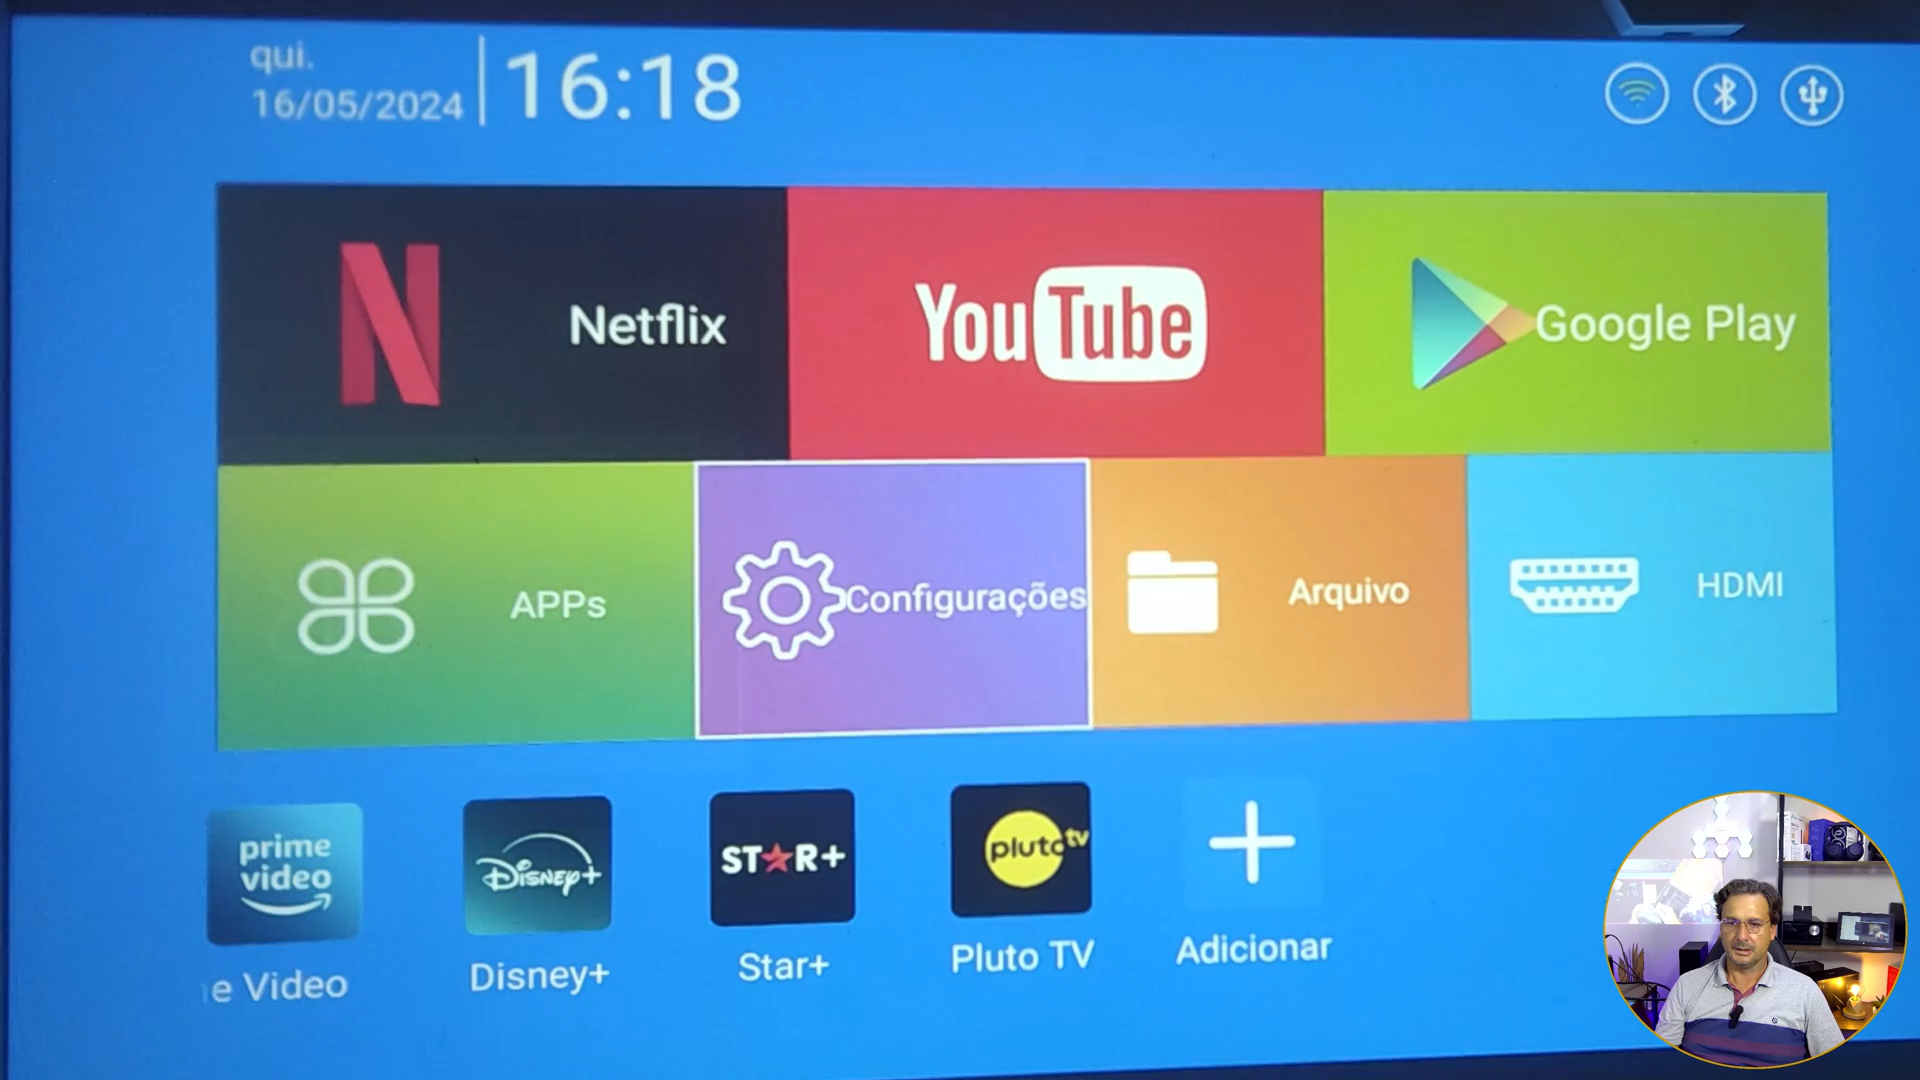 qui.
16/05/2024
16:18
Netflix
YouTube
Google Play
APPs
Configurações
Arquivo
HDMI
prime
video
Disney+
STAR+
pluto tv
e Video
Disney+
Star+
Pluto TV
Adicionar